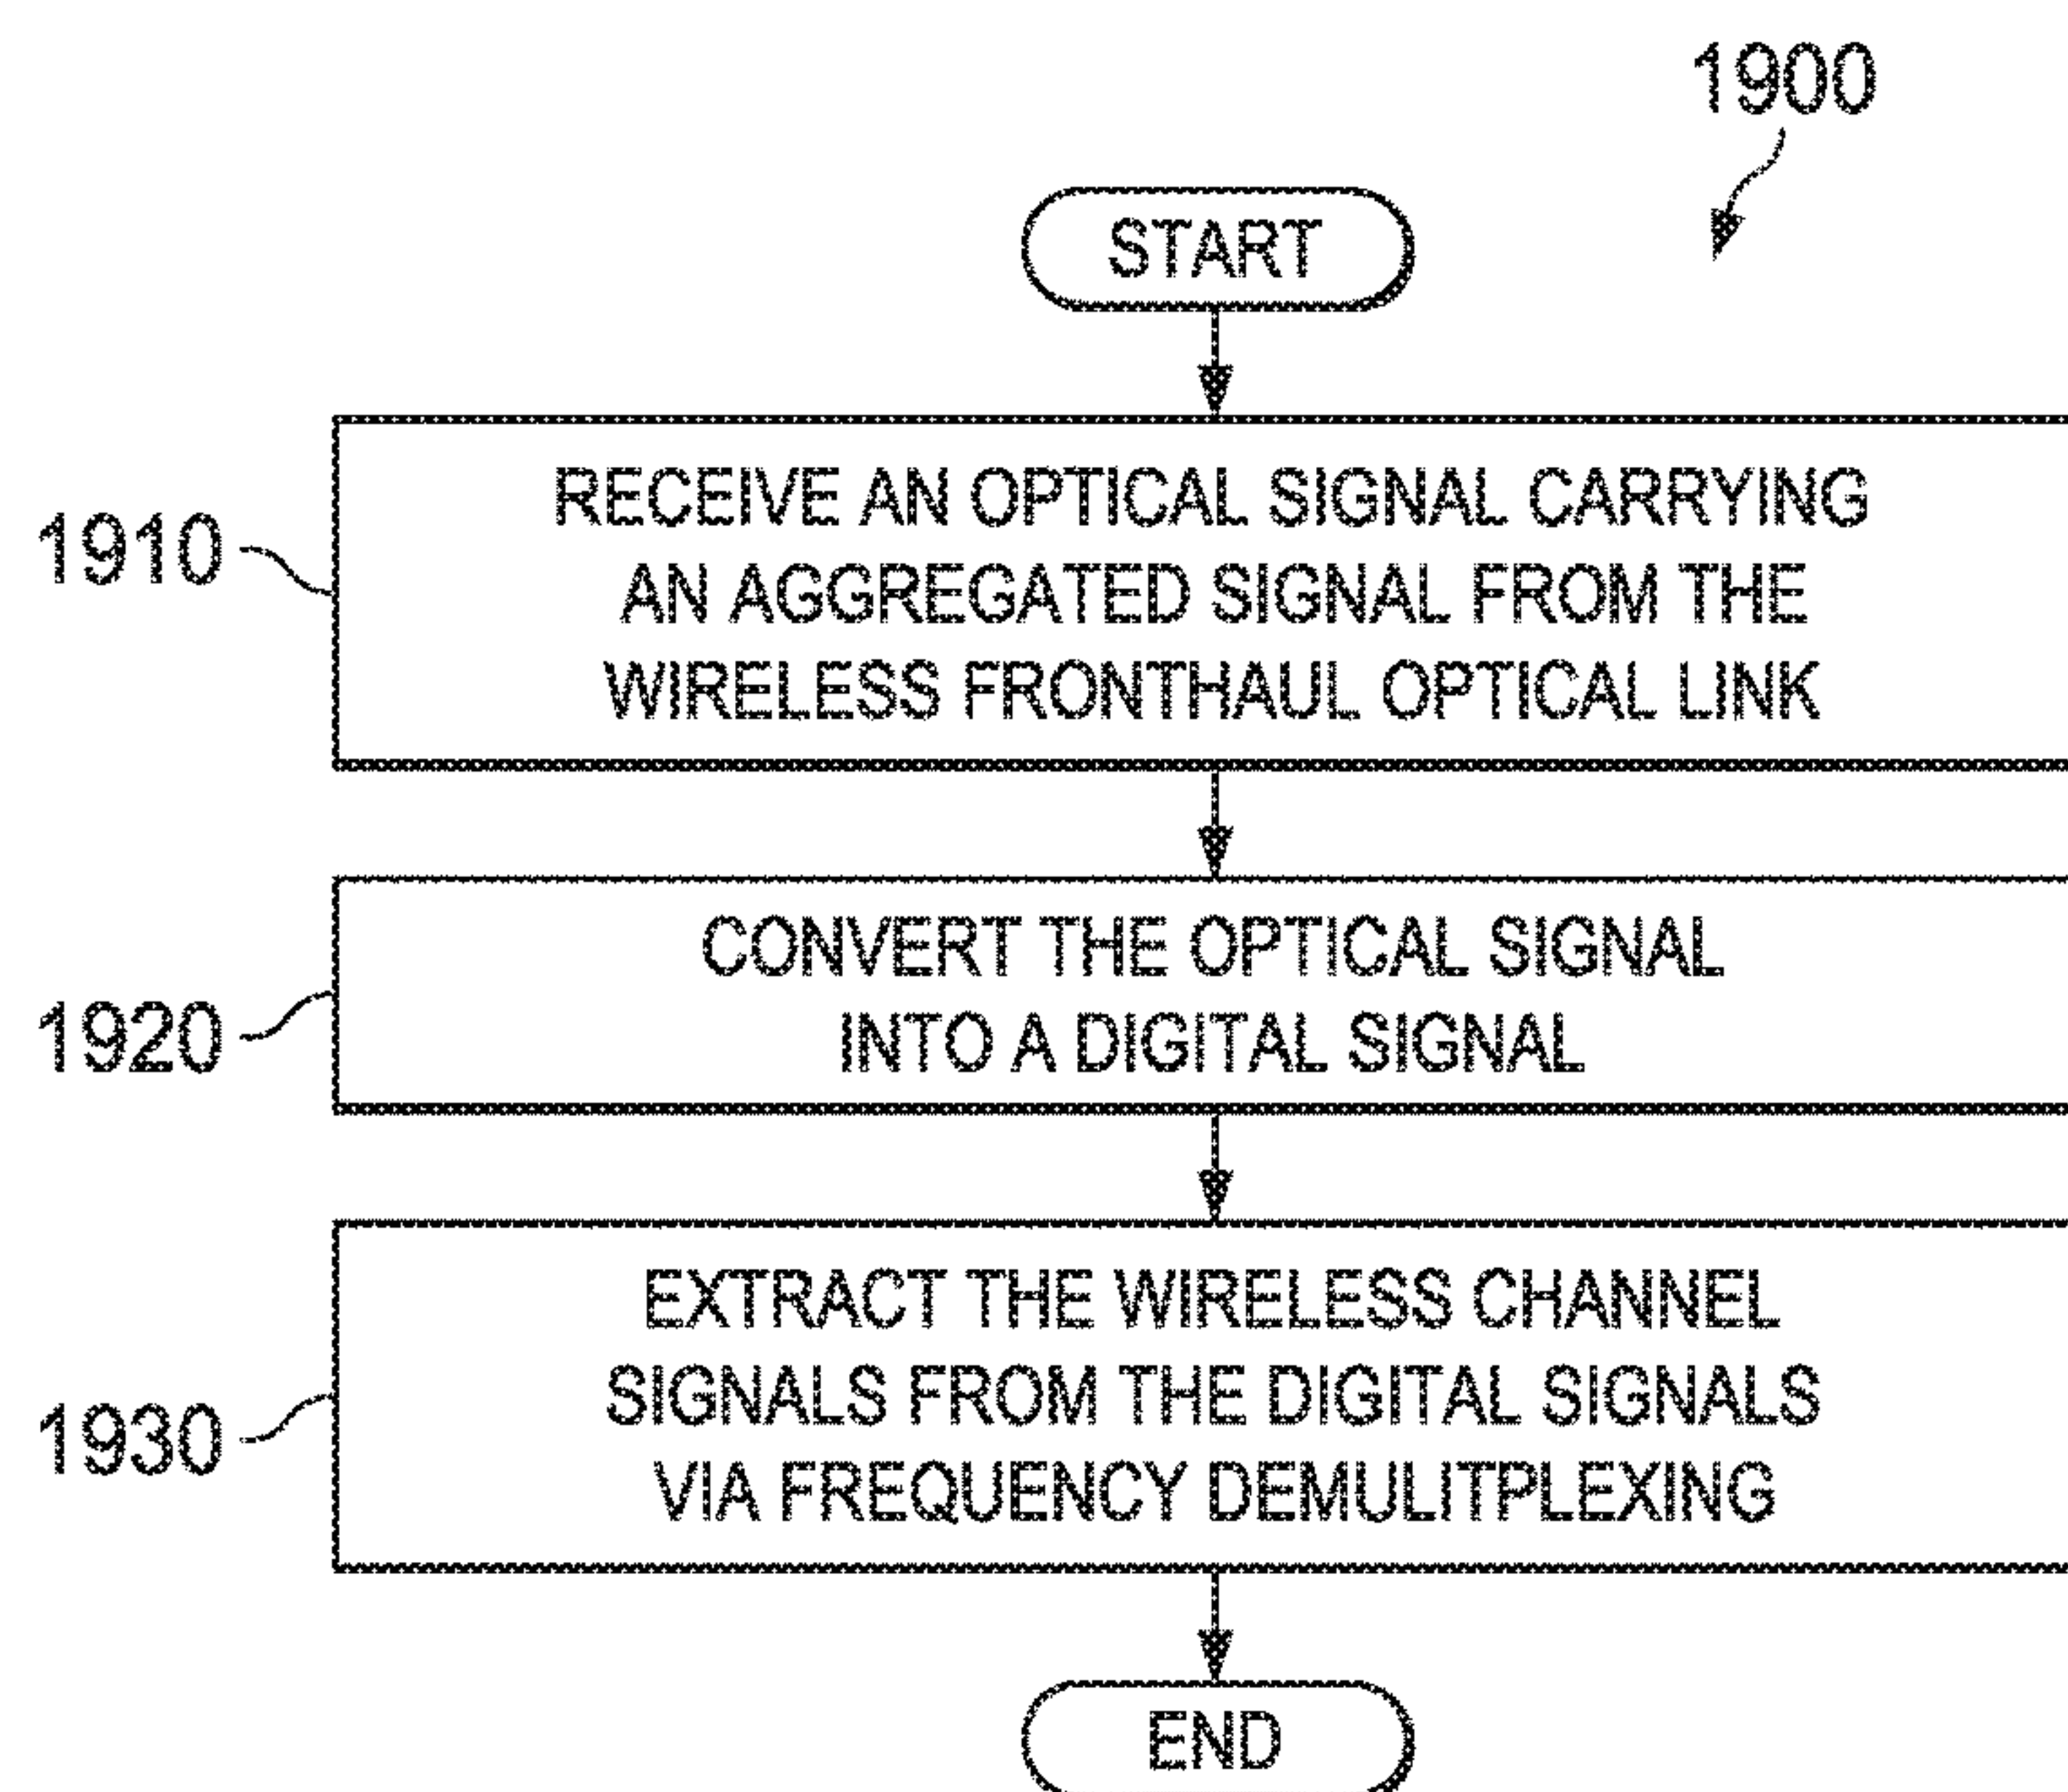 1900
START
1910
RECEIVE AN OPTICAL SIGNAL CARRYING
AN AGGREGATED SIGNAL FROM THE
WIRELESS FRONTHAUL OPTICAL LINK
1920
CONVERT THE OPTICAL SIGNAL
INTO A DIGITAL SIGNAL
1930
EXTRACT THE WIRELESS CHANNEL
SIGNALS FROM THE DIGITAL SIGNALS
VIA FREQUENCY DEMULITPLEXING
END